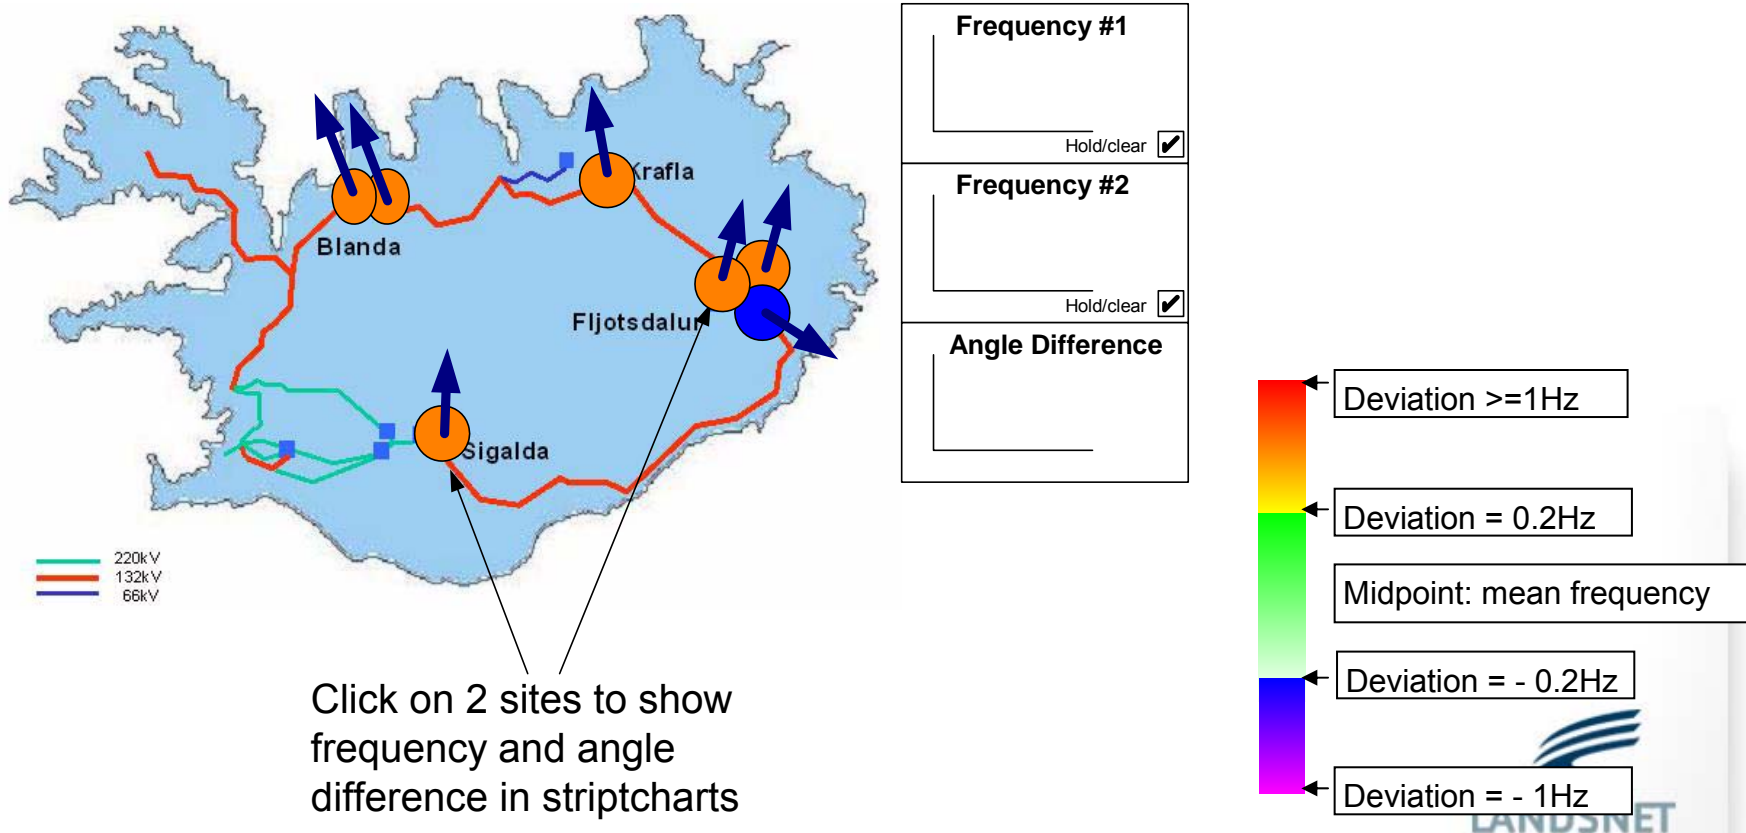 Krafla
Blanda
Fljotsdalur
Sigalda
220kV
132kV
66kV
Click on 2 sites to show
frequency and angle
difference in striptcharts
Frequency #1
Hold/clear ✔
Frequency #2
Hold/clear ✔
Angle Difference
Deviation >=1Hz
Deviation = 0.2Hz
Midpoint: mean frequency
Deviation = - 0.2Hz
Deviation = - 1Hz
LANDSNET